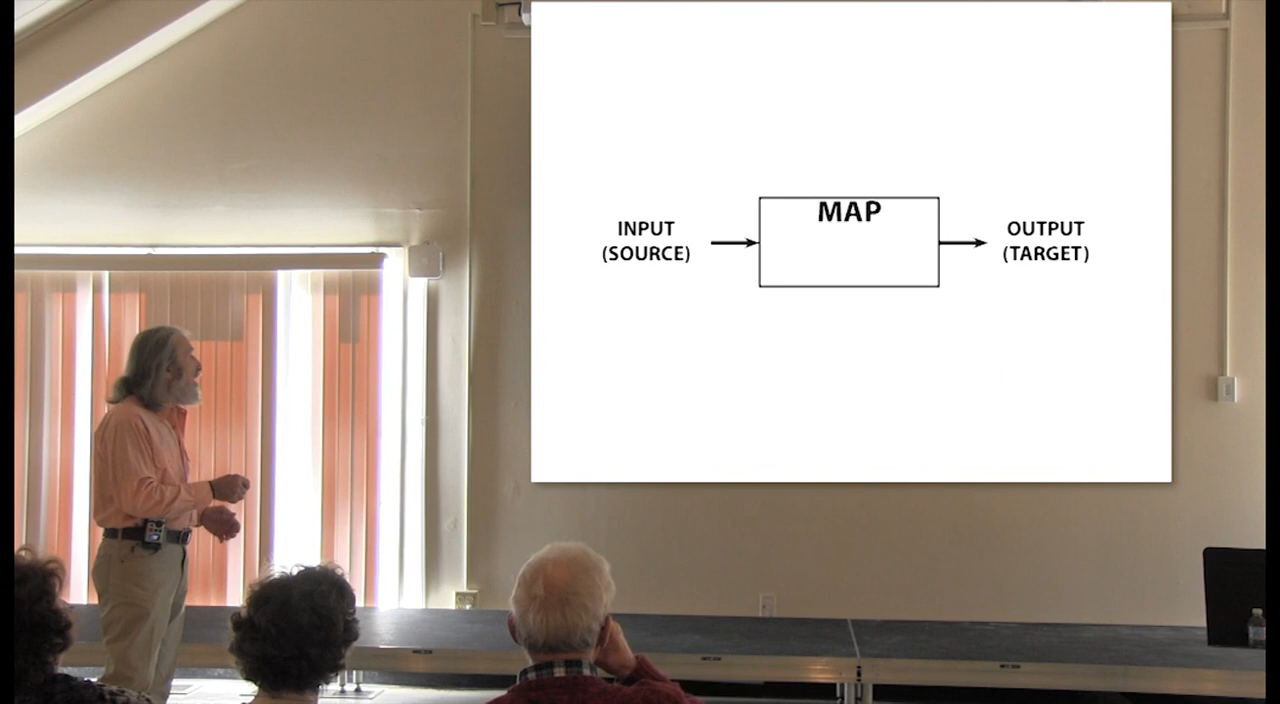 MAP
INPUT
(SOURCE)
OUTPUT
(TARGET)